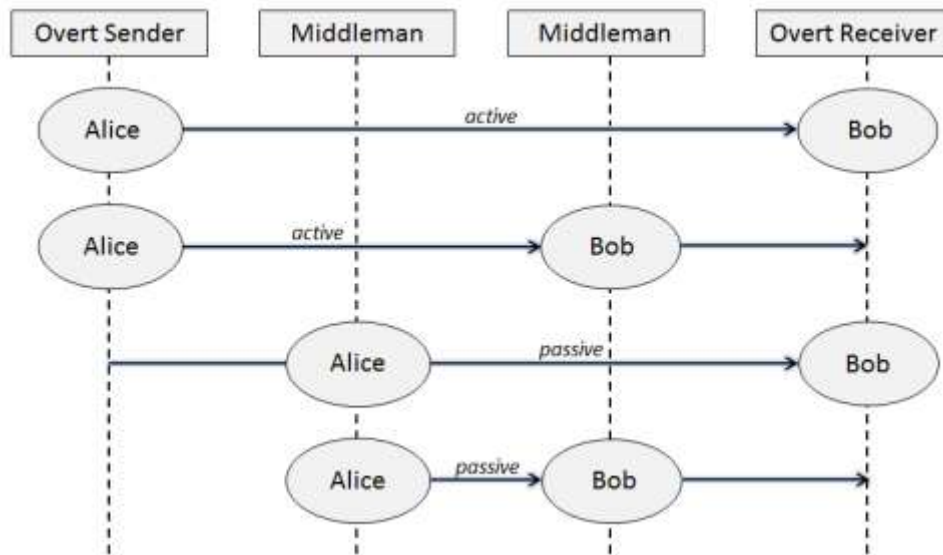 Overt Sender Middleman Middleman Overt Receiver
Alice active Bob
Alice active Bob
Alice passive Bob
Alice passive Bob